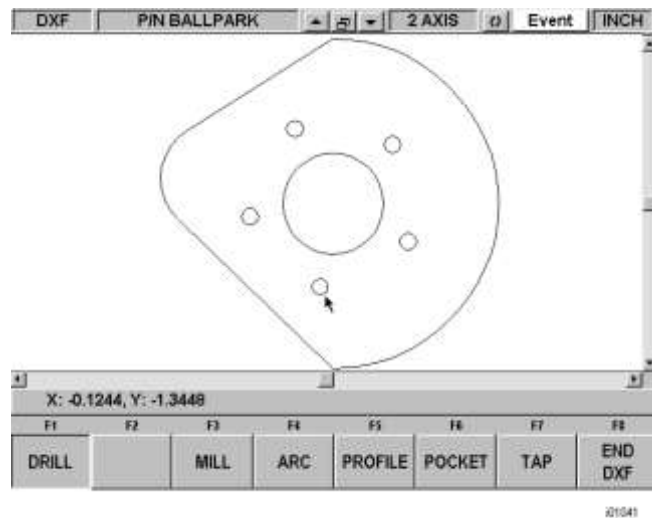 DXF PIN BALLPARK 2 AXIS Event INCH
X: -0.1244, Y: -1.3448
F1 F2 F3 F4 F5 F6 F7 F8
DRILL MILL ARC PROFILE POCKET TAP END DXF
i01041